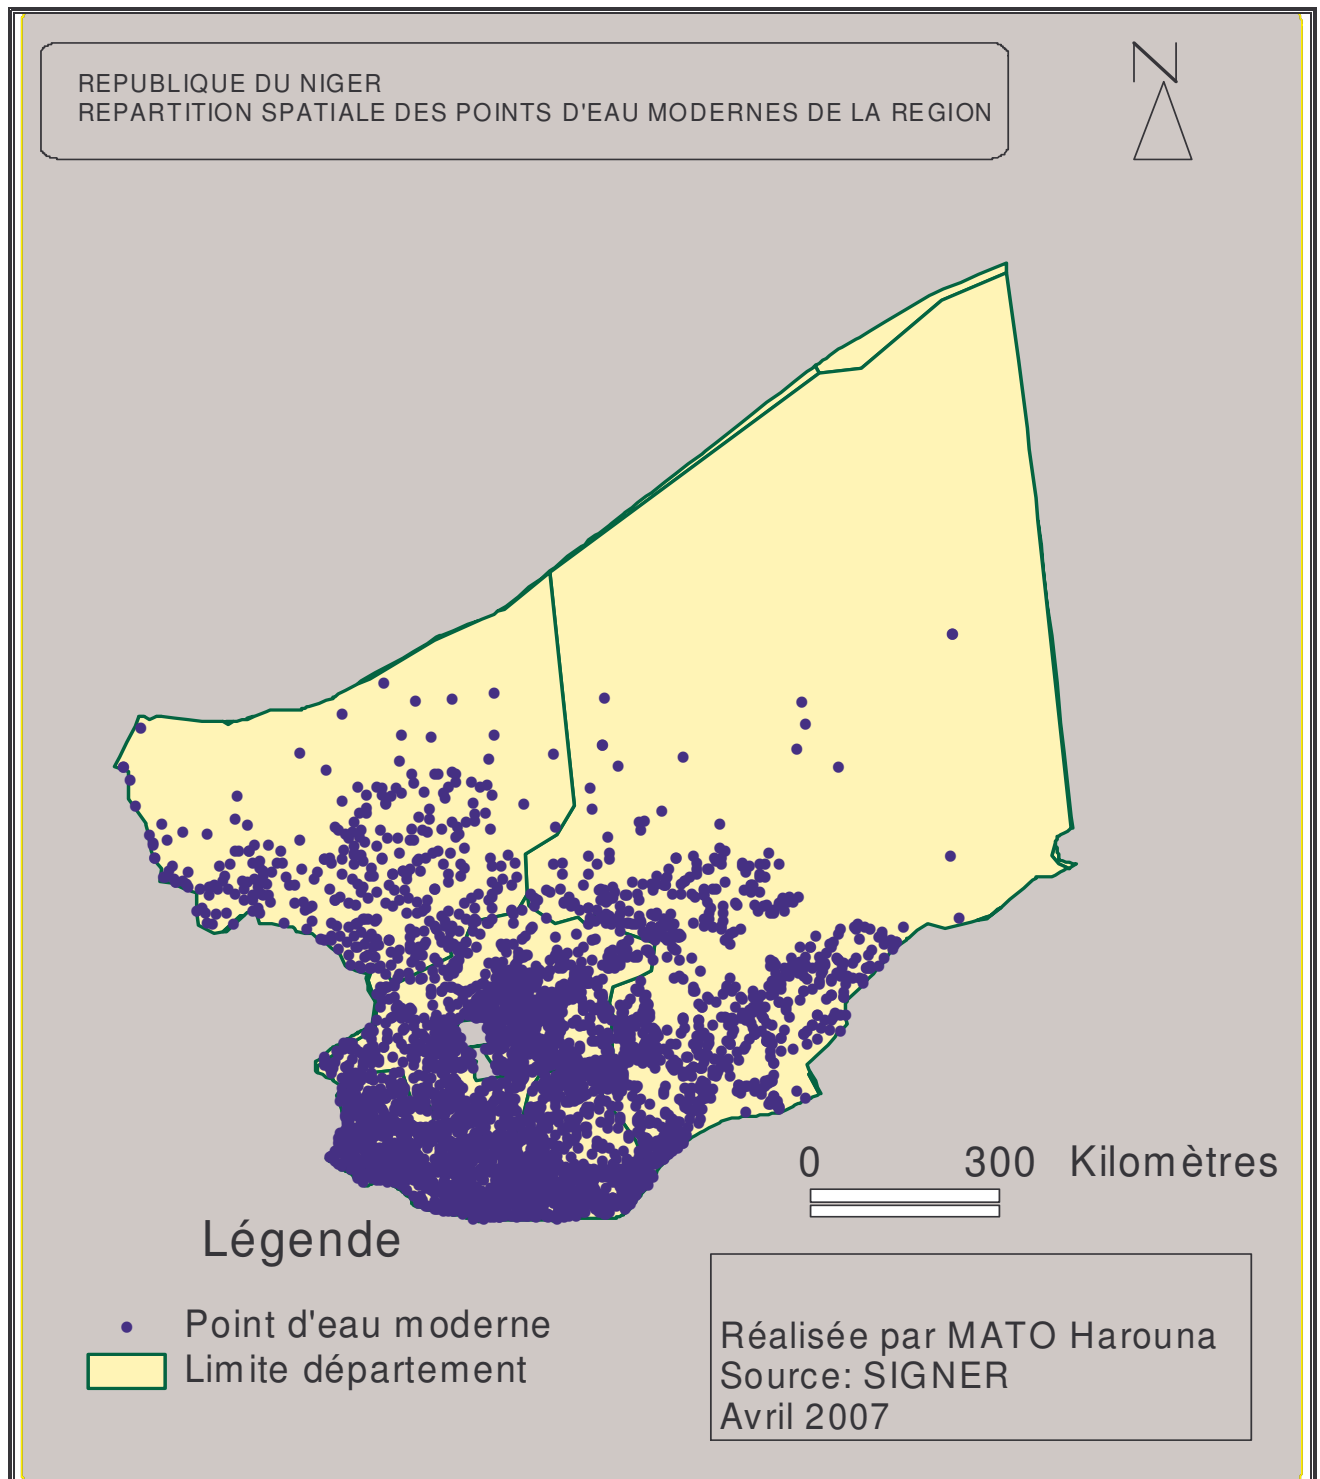 REPUBLIQUE DU NIGER
REPARTITION SPATIALE DES POINTS D'EAU MODERNES DE LA REGION
N
0 300 Kilomètres
Légende
Point d'eau moderne
Limite département
Réalisée par MATO Harouna
Source: SIGNER
Avril 2007